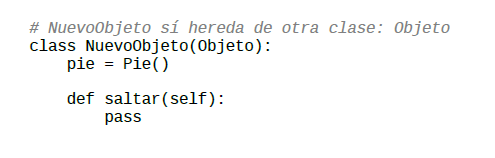 # NuevoObjeto sí hereda de otra clase: Objeto
class NuevoObjeto(Objeto):
    pie = Pie()

    def saltar(self):
        pass